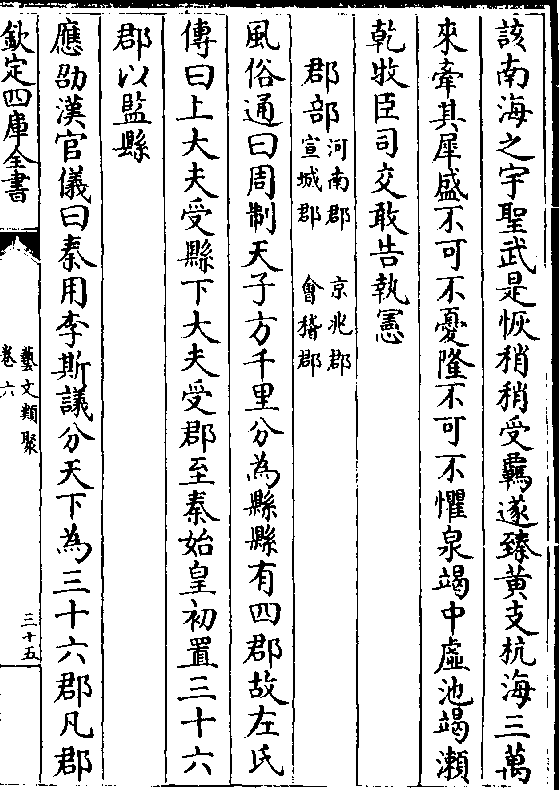 該南海之宇聖武是恢稍稍受羈遂臻黃支杭海三萬
來牽其犀盛不可不憂隆不可不懼泉竭中虛池竭瀨
乾牧臣司交敢告執憲
郡部 河南郡 京兆郡
宣城郡 會稽郡
風俗通曰周制天子方千里分為縣縣有四郡故左氏
傳曰上大夫受縣下大夫受郡至秦始皇初置三十六
郡以監縣
應劭漢官儀曰秦用李斯議分天下為三十六郡凡郡
欽定四庫全書
藝文類聚
卷六
三十五